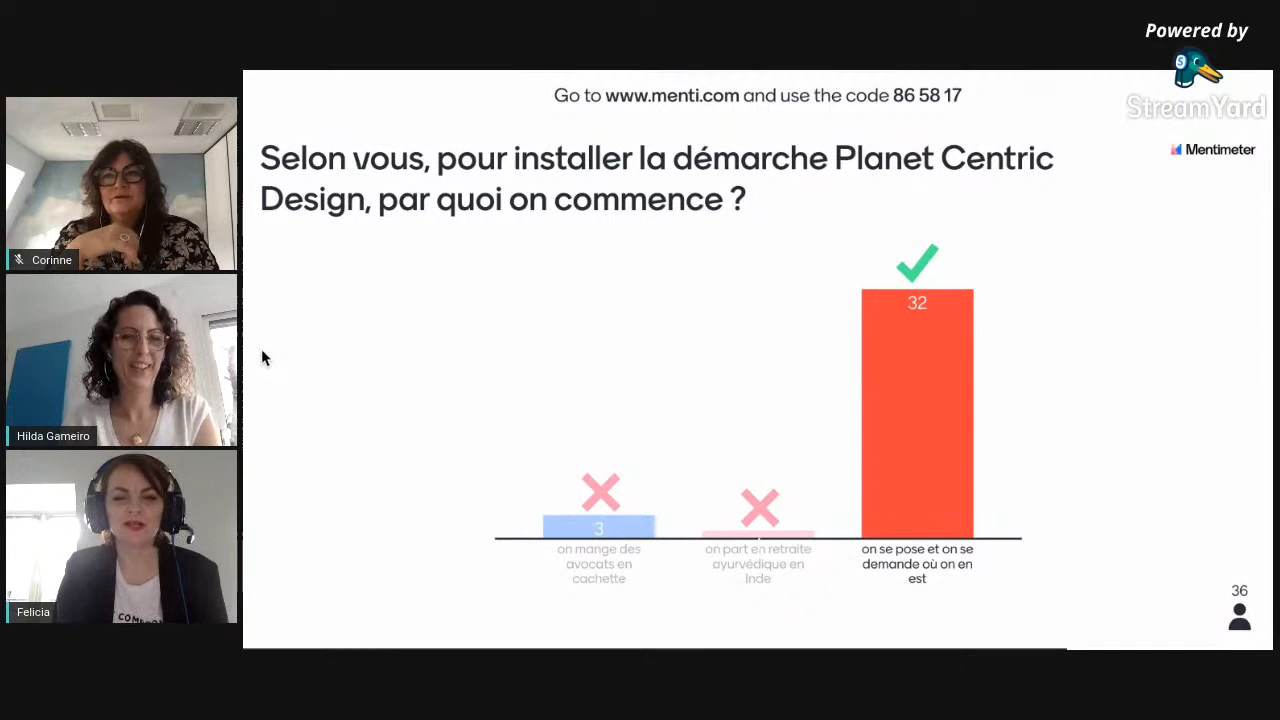 Powered by
StreamYard
Go to www.menti.com and use the code 86 58 17
Mentimeter
Selon vous, pour installer la démarche Planet Centric
Design, par quoi on commence ?
32
3
on mange des
avocats en
cachette
on part en retraite
ayurvédique en
Inde
on se pose et on se
demande où on en
est
36
Corinne
Hilda Gameiro
Felicia